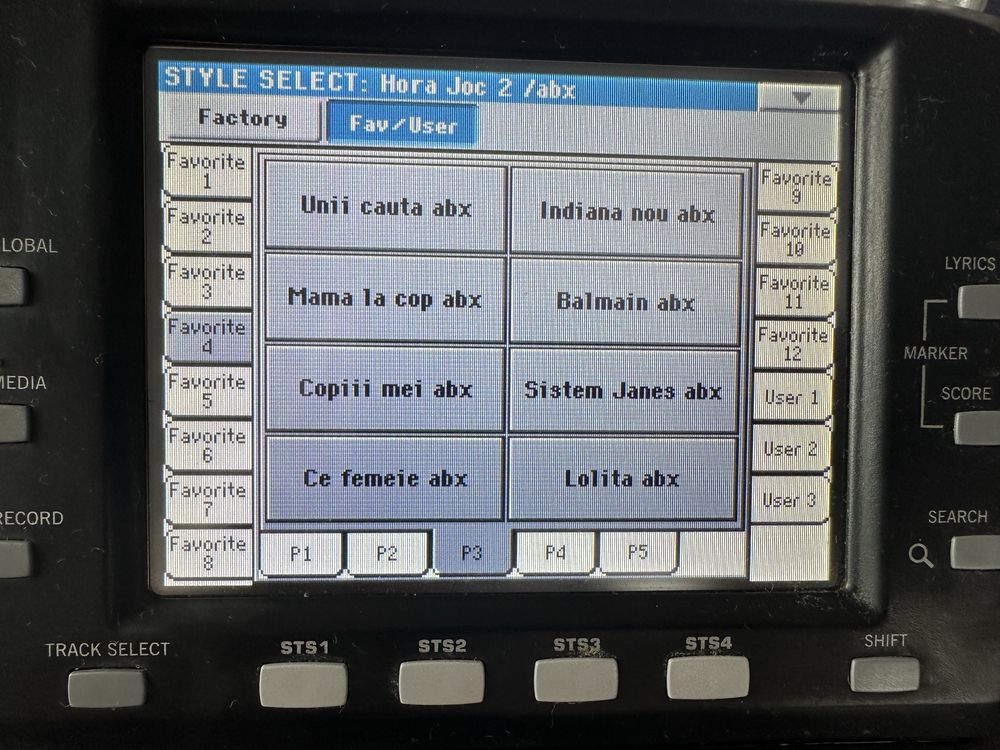 STYLE SELECT: Hora Joc 2 /abx
Factory
Fav/User
Favorite
1
Favorite
2
Favorite
3
Favorite
4
Favorite
5
Favorite
6
Favorite
7
Favorite
8
Unii cauta abx
Indiana nou abx
Mama la cop abx
Balmain abx
Copiii mei abx
Sistem Janes abx
Ce femeie abx
Lolita abx
Favorite
9
Favorite
10
Favorite
11
Favorite
12
User 1
User 2
User 3
P1
P2
P3
P4
P5
LOBAL
MEDIA
RECORD
LYRICS
MARKER
SCORE
SEARCH
TRACK SELECT
STS1
STS2
STS3
STS4
SHIFT